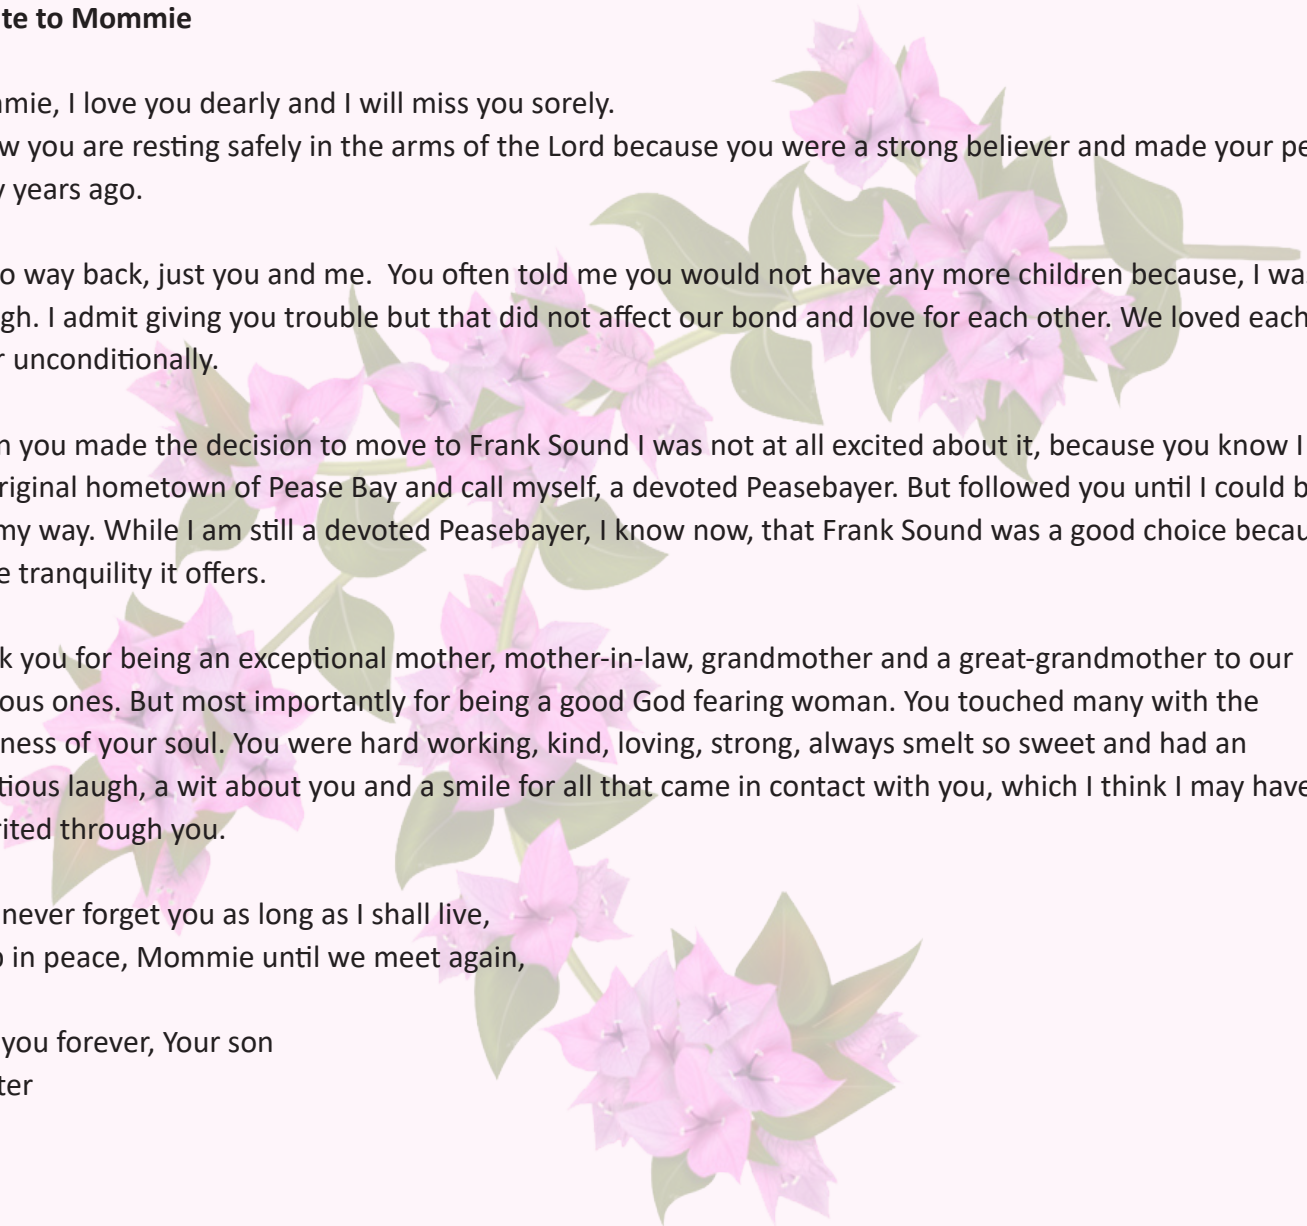 te to Mommie
mie, I love you dearly and I will miss you sorely.
w you are resting safely in the arms of the Lord because you were a strong believer and made your pe
y years ago.
o way back, just you and me.  You often told me you would not have any more children because, I was
gh. I admit giving you trouble but that did not affect our bond and love for each other. We loved each
r unconditionally.
n you made the decision to move to Frank Sound I was not at all excited about it, because you know I
riginal hometown of Pease Bay and call myself, a devoted Peasebayer. But followed you until I could b
my way. While I am still a devoted Peasebayer, I know now, that Frank Sound was a good choice becau
e tranquility it offers.
k you for being an exceptional mother, mother-in-law, grandmother and a great-grandmother to our
ous ones. But most importantly for being a good God fearing woman. You touched many with the
ness of your soul. You were hard working, kind, loving, strong, always smelt so sweet and had an
tious laugh, a wit about you and a smile for all that came in contact with you, which I think I may have
rited through you.
never forget you as long as I shall live,
p in peace, Mommie until we meet again,
you forever, Your son
ter